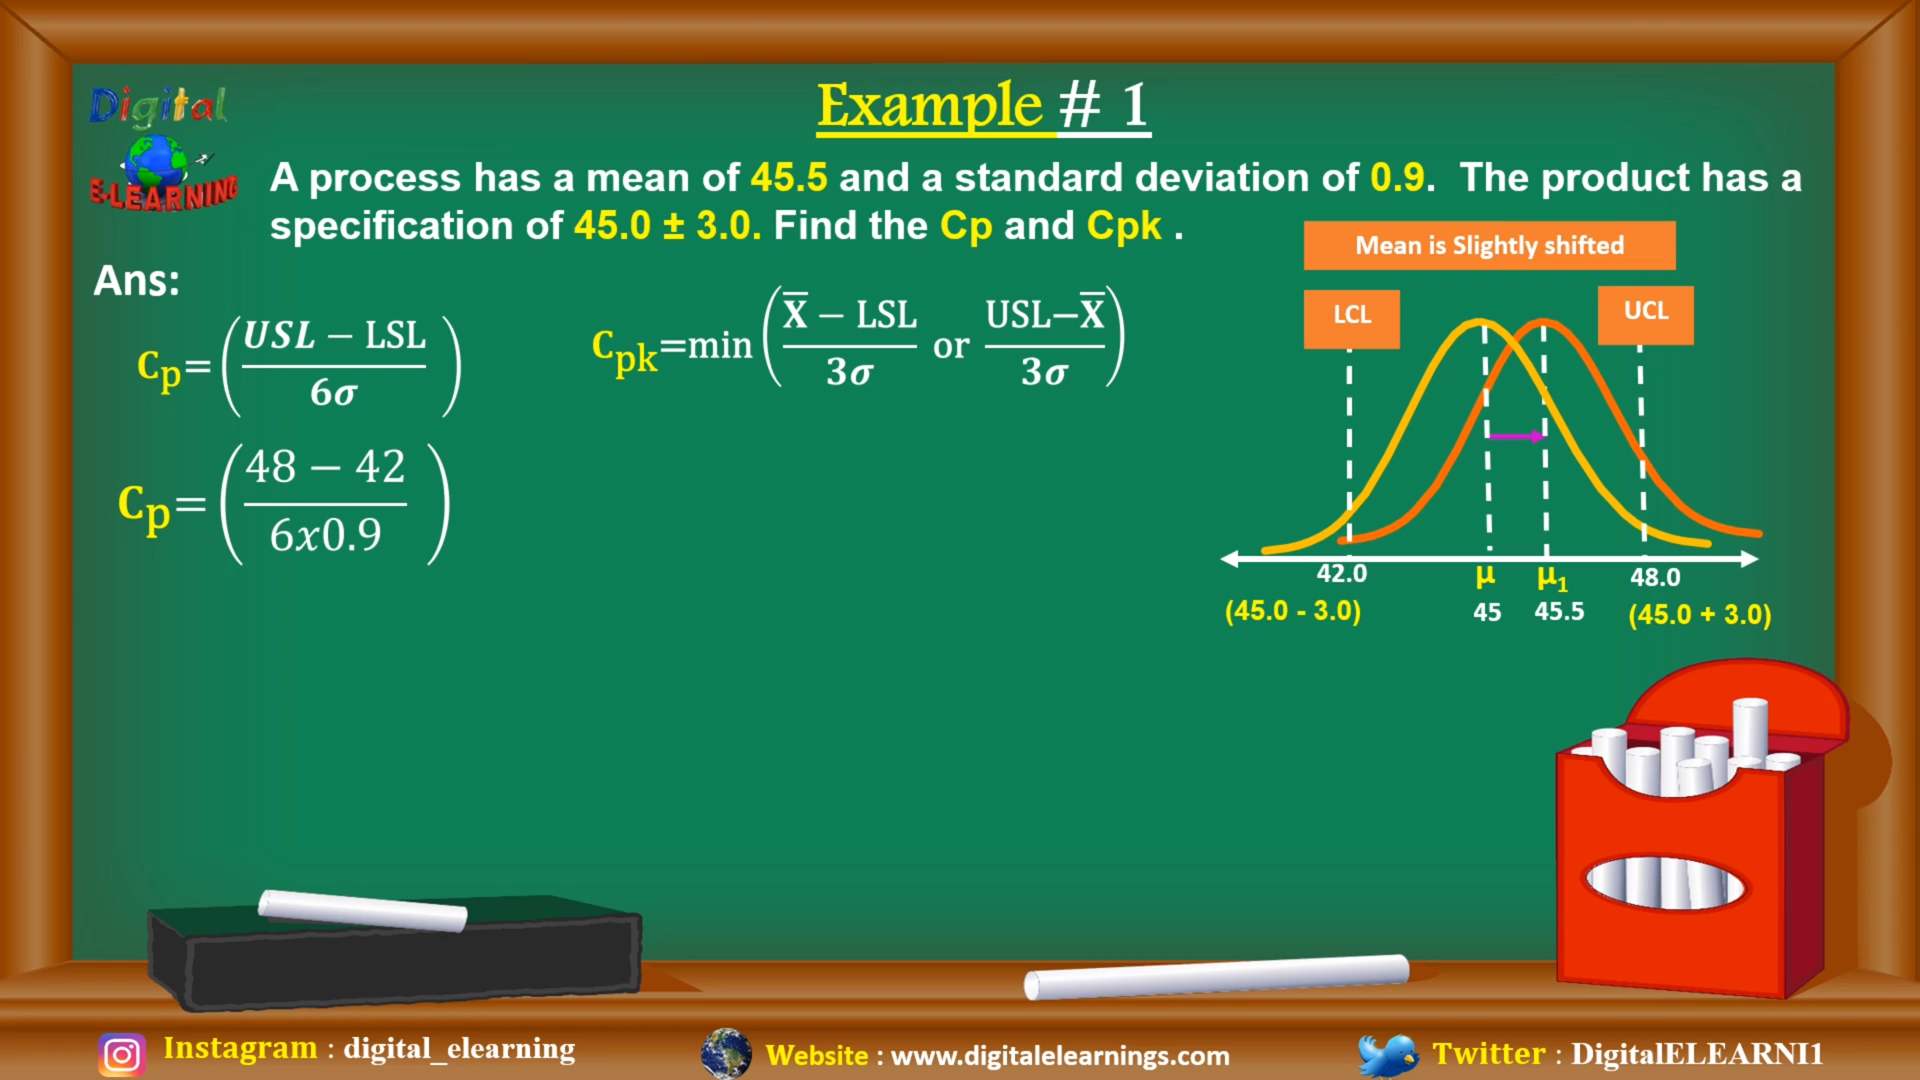 Digital
E-LEARNING
Example # 1
A process has a mean of 45.5 and a standard deviation of 0.9. The product has a
specification of 45.0 ± 3.0. Find the Cp and Cpk .
Ans:
Cp=(USL − LSL / 6σ)
Cpk=min(X̅ − LSL / 3σ or USL−X̅ / 3σ)
Cp=(48 − 42 / 6x0.9)
Mean is Slightly shifted
LCL
UCL
42.0 μ μ1 48.0
(45.0 - 3.0) 45 45.5 (45.0 + 3.0)
Instagram : digital_elearning
Website : www.digitalelearnings.com
Twitter : DigitalELEARNI1